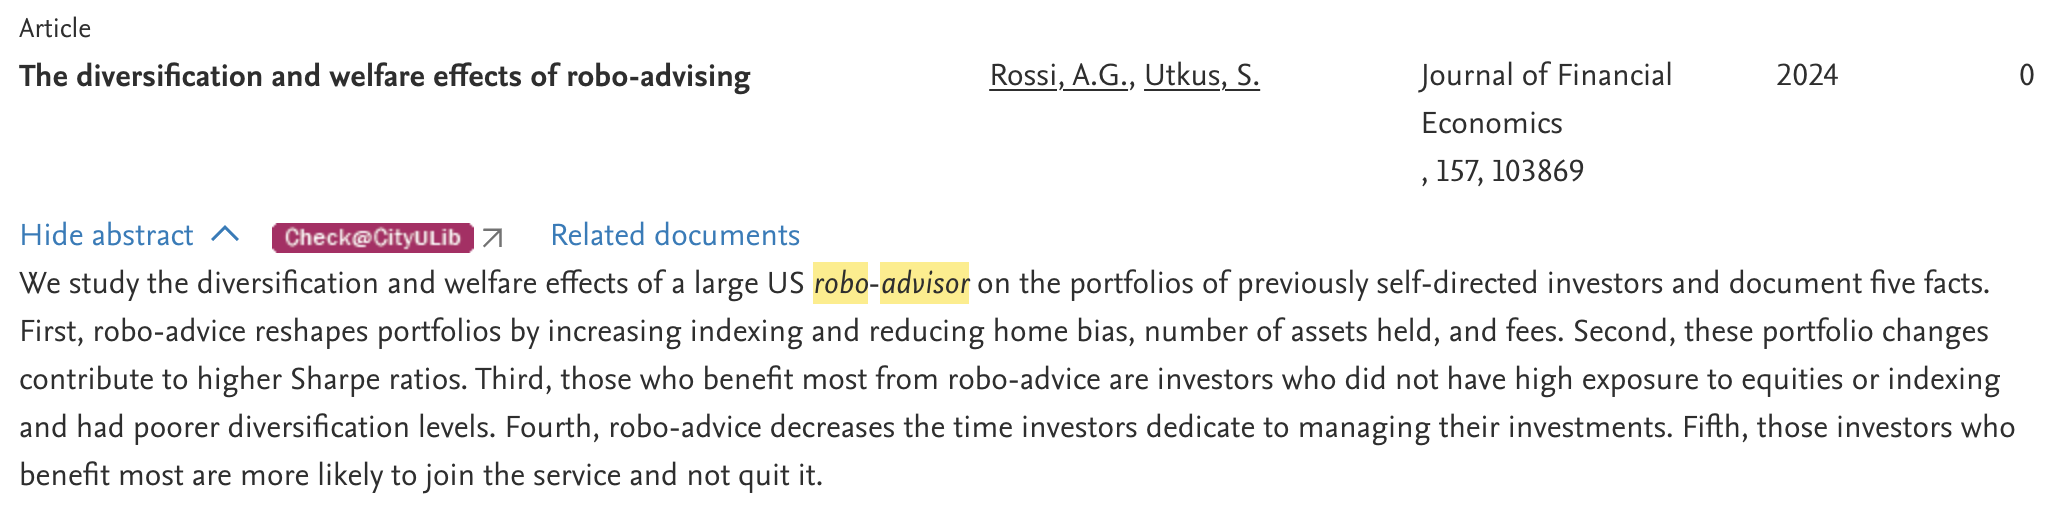 Article
The diversification and welfare effects of robo-advising
Rossi, A.G., Utkus, S.
Journal of Financial
Economics
, 157, 103869
2024
0
Hide abstract
Check@CityULib
Related documents
We study the diversification and welfare effects of a large US robo-advisor on the portfolios of previously self-directed investors and document five facts.
First, robo-advice reshapes portfolios by increasing indexing and reducing home bias, number of assets held, and fees. Second, these portfolio changes
contribute to higher Sharpe ratios. Third, those who benefit most from robo-advice are investors who did not have high exposure to equities or indexing
and had poorer diversification levels. Fourth, robo-advice decreases the time investors dedicate to managing their investments. Fifth, those investors who
benefit most are more likely to join the service and not quit it.